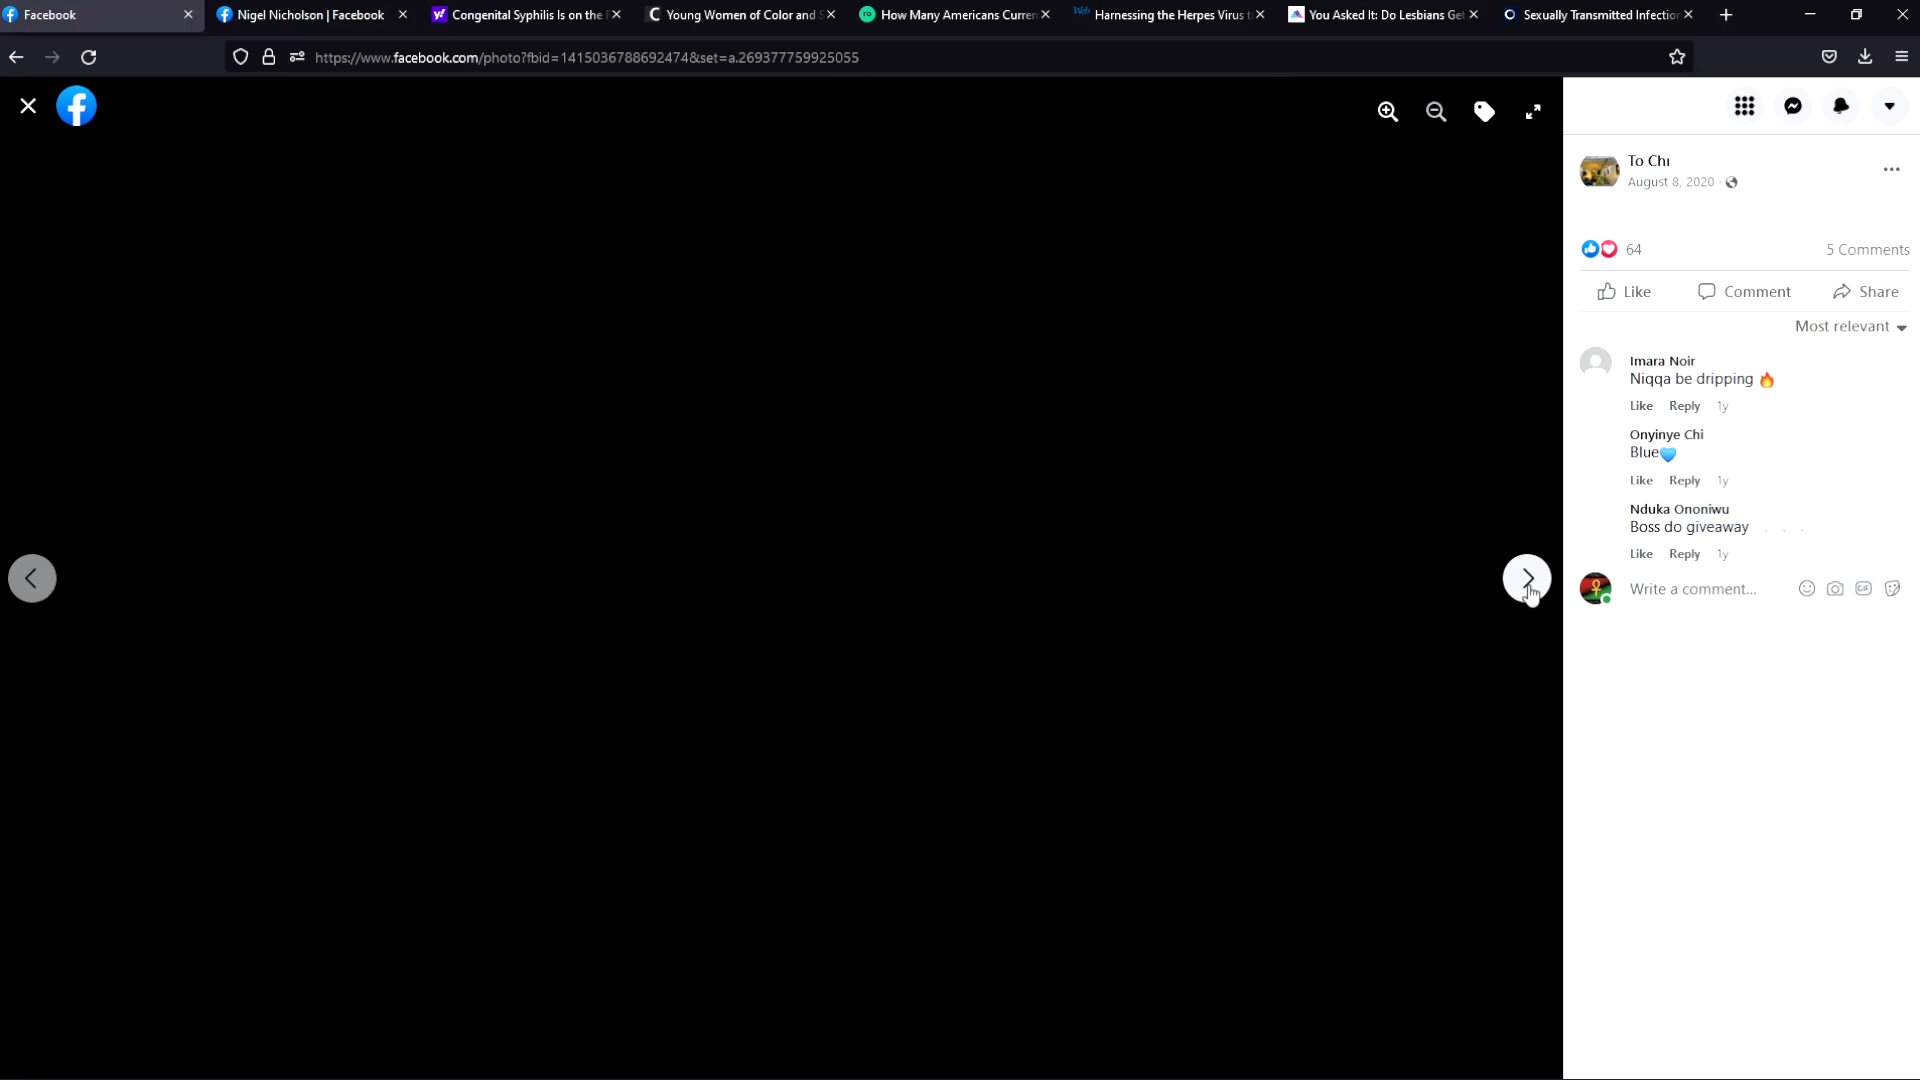 Facebook
Nigel Nicholson | Facebook
Congenital Syphilis Is on the
Young Women of Color and S
How Many Americans Curren
Harnessing the Herpes Virus t
You Asked It: Do Lesbians Get
Sexually Transmitted Infection
https://www.facebook.com/photo?fbid=1415036788692474&set=a.269377759925055
To Chi
August 8, 2020 ·
64
5 Comments
Like
Comment
Share
Most relevant
Imara Noir
Niqqa be dripping 🔥
Like Reply 1y
Onyinye Chi
Blue💙
Like Reply 1y
Nduka Ononiwu
Boss do giveaway
Like Reply 1y
Write a comment...
GIF